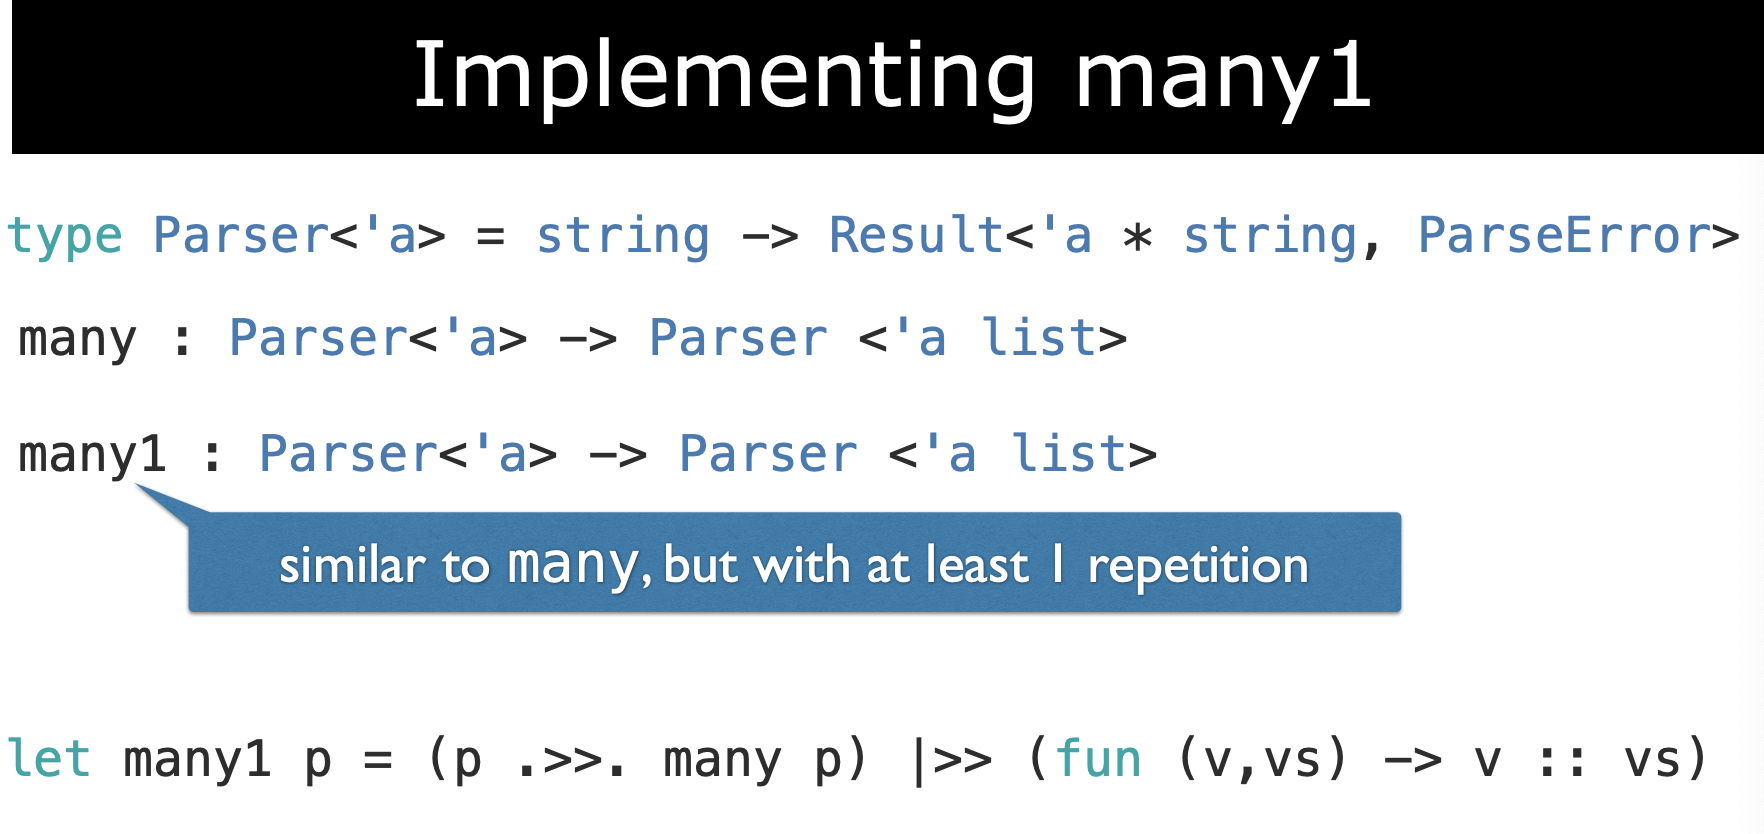 Implementing many1
type Parser<'a> = string -> Result<'a * string, ParseError>
many : Parser<'a> -> Parser <'a list>
many1 : Parser<'a> -> Parser <'a list>
similar to many, but with at least 1 repetition
let many1 p = (p .>>. many p) |>> (fun (v,vs) -> v :: vs)